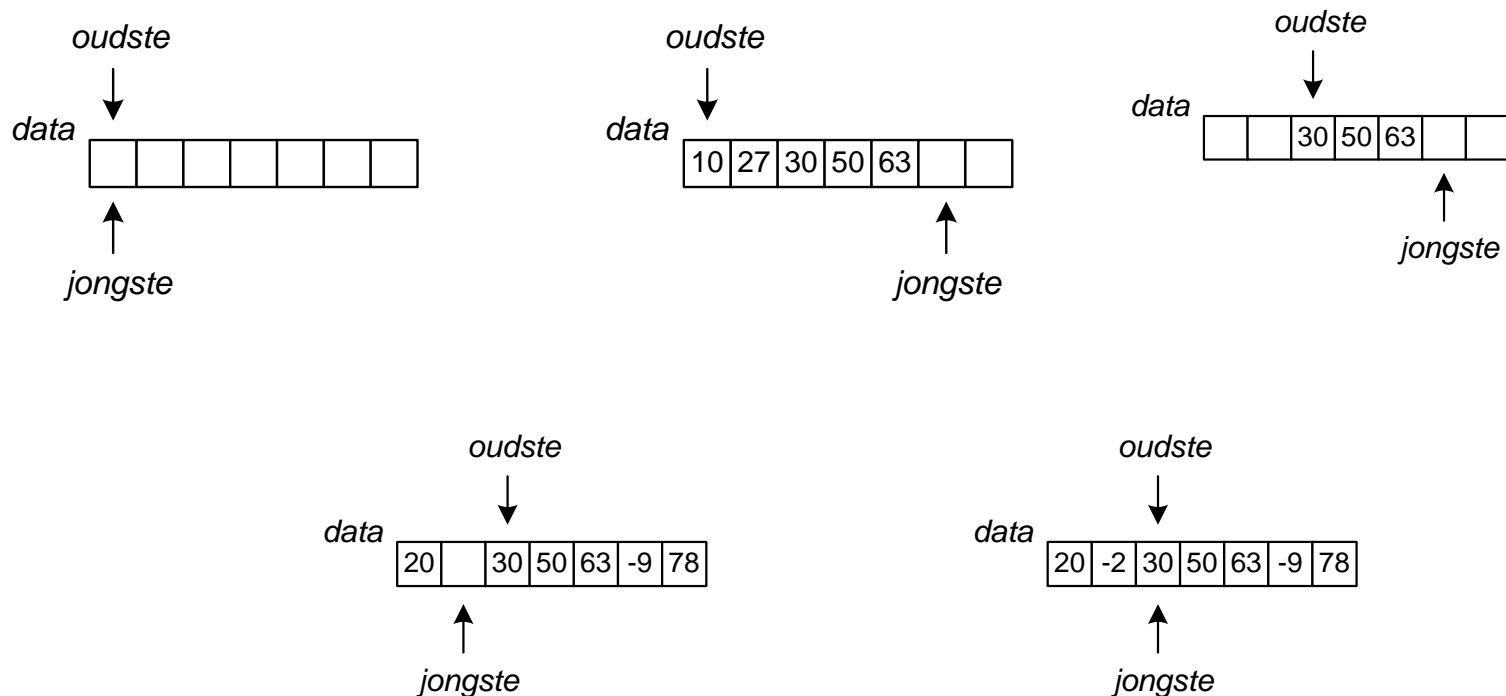 oudste
data
jongste
oudste
data
10 27 30 50 63
jongste
oudste
data
30 50 63
jongste
oudste
data
20 30 50 63 -9 78
jongste
oudste
data
20 -2 30 50 63 -9 78
jongste